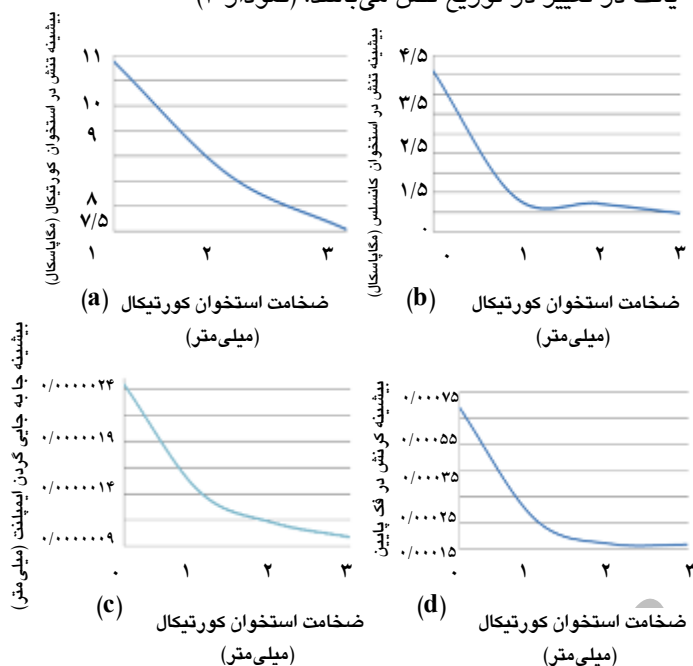 بیشینه تنش در استخوان کورتیکال (مگاپاسکال)
۱۱
۱۰
۹
۸
۷/۵
۱ ۲ ۳
(a) ضخامت استخوان کورتیکال
(میلی‌متر)
بیشینه تنش در استخوان کانسلس (مگاپاسکال)
۴/۵
۳/۵
۲/۵
۱/۵
۰
۰ ۱ ۲ ۳
(b) ضخامت استخوان کورتیکال
(میلی‌متر)
بیشینه جا به جایی گردن ایمپلنت (میلی‌متر)
۰/۰۰۰۰۰۲۴
۰/۰۰۰۰۰۱۹
۰/۰۰۰۰۰۱۴
۰/۰۰۰۰۰۰۹
۰ ۱ ۲ ۳
(c)
ضخامت استخوان کورتیکال
(میلی‌متر)
بیشینه کرنش در فک پایین
۰/۰۰۰۷۵
۰/۰۰۰۵۵
۰/۰۰۰۳۵
۰/۰۰۰۲۵
۰/۰۰۰۱۵
۰ ۱ ۲ ۳
(d)
ضخامت استخوان کورتیکال
(میلی‌متر)